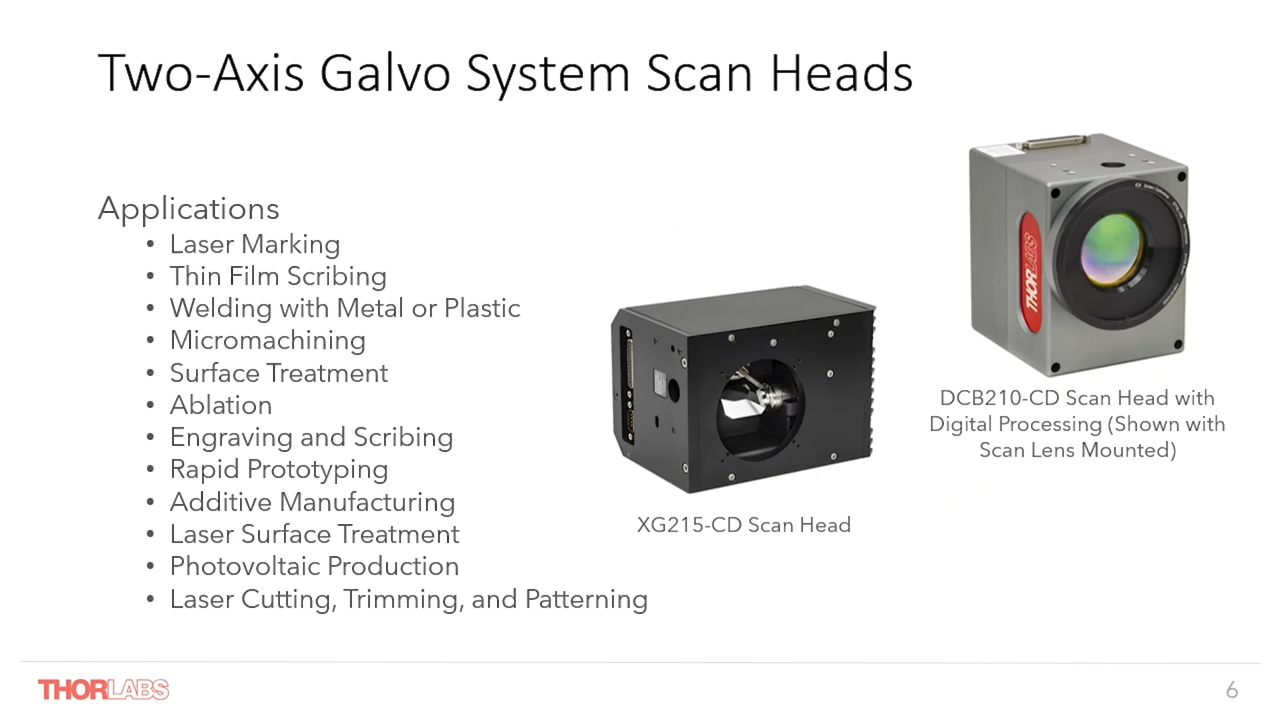 Two-Axis Galvo System Scan Heads
Applications
• Laser Marking
• Thin Film Scribing
• Welding with Metal or Plastic
• Micromachining
• Surface Treatment
• Ablation
• Engraving and Scribing
• Rapid Prototyping
• Additive Manufacturing
• Laser Surface Treatment
• Photovoltaic Production
• Laser Cutting, Trimming, and Patterning
XG215-CD Scan Head
THORLABS
DCB210-CD Scan Head with
Digital Processing (Shown with
Scan Lens Mounted)
THORLABS
6